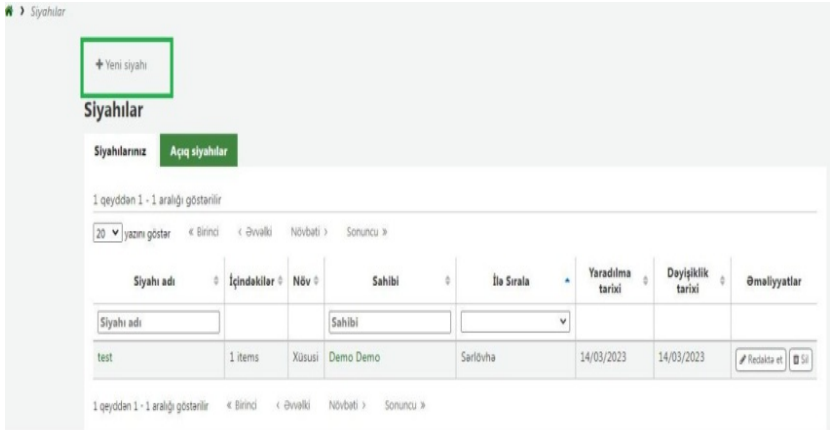 Siyahılar
Yeni siyahı
Siyahılar
Siyahılarınız Açıq siyahılar
1 qeyddən 1 - 1 aralığı göstərilir
20 yazını göstər « Birinci < Əvvəlki Növbəti > Sonuncu »
Siyahı adı İçindəkilər Növ Sahibi İlə Sırala Yaradılma tarixi Dəyişiklik tarixi Əməliyyatlar
Siyahı adı Sahibi
test 1 items Xüsusi Demo Demo Sərlövhə 14/03/2023 14/03/2023 Redaktə et Sil
1 qeyddən 1 - 1 aralığı göstərilir « Birinci < Əvvəlki Növbəti > Sonuncu »